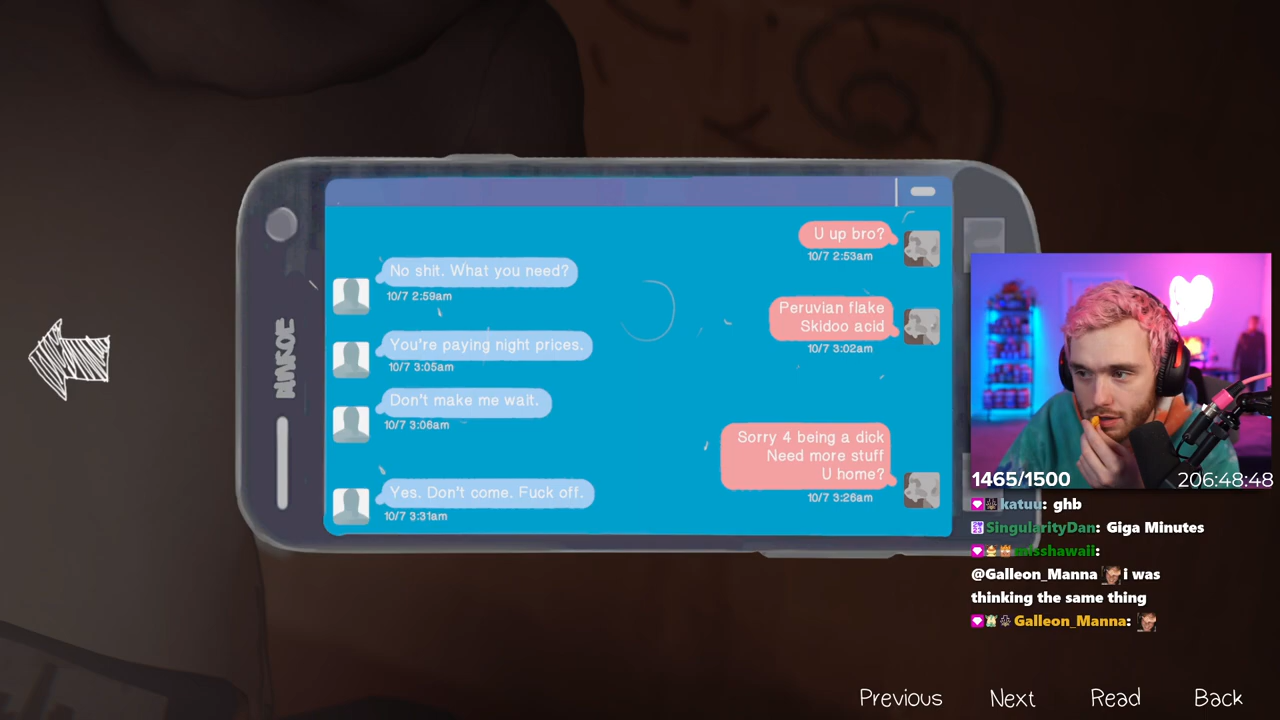 U up bro?
10/7 2:53am
No shit. What you need?
10/7 2:59am
Peruvian flake
Skidoo acid
10/7 3:02am
You're paying night prices.
10/7 3:05am
Don't make me wait.
10/7 3:06am
Sorry 4 being a dick
Need more stuff
U home?
10/7 3:26am
Yes. Don't come. Fuck off.
10/7 3:31am
1465/1500
206:48:48
katuu: ghb
SingularityDan: Giga Minutes
@Galleon_Manna i was
thinking the same thing
Galleon_Manna:
Previous
Next
Read
Back